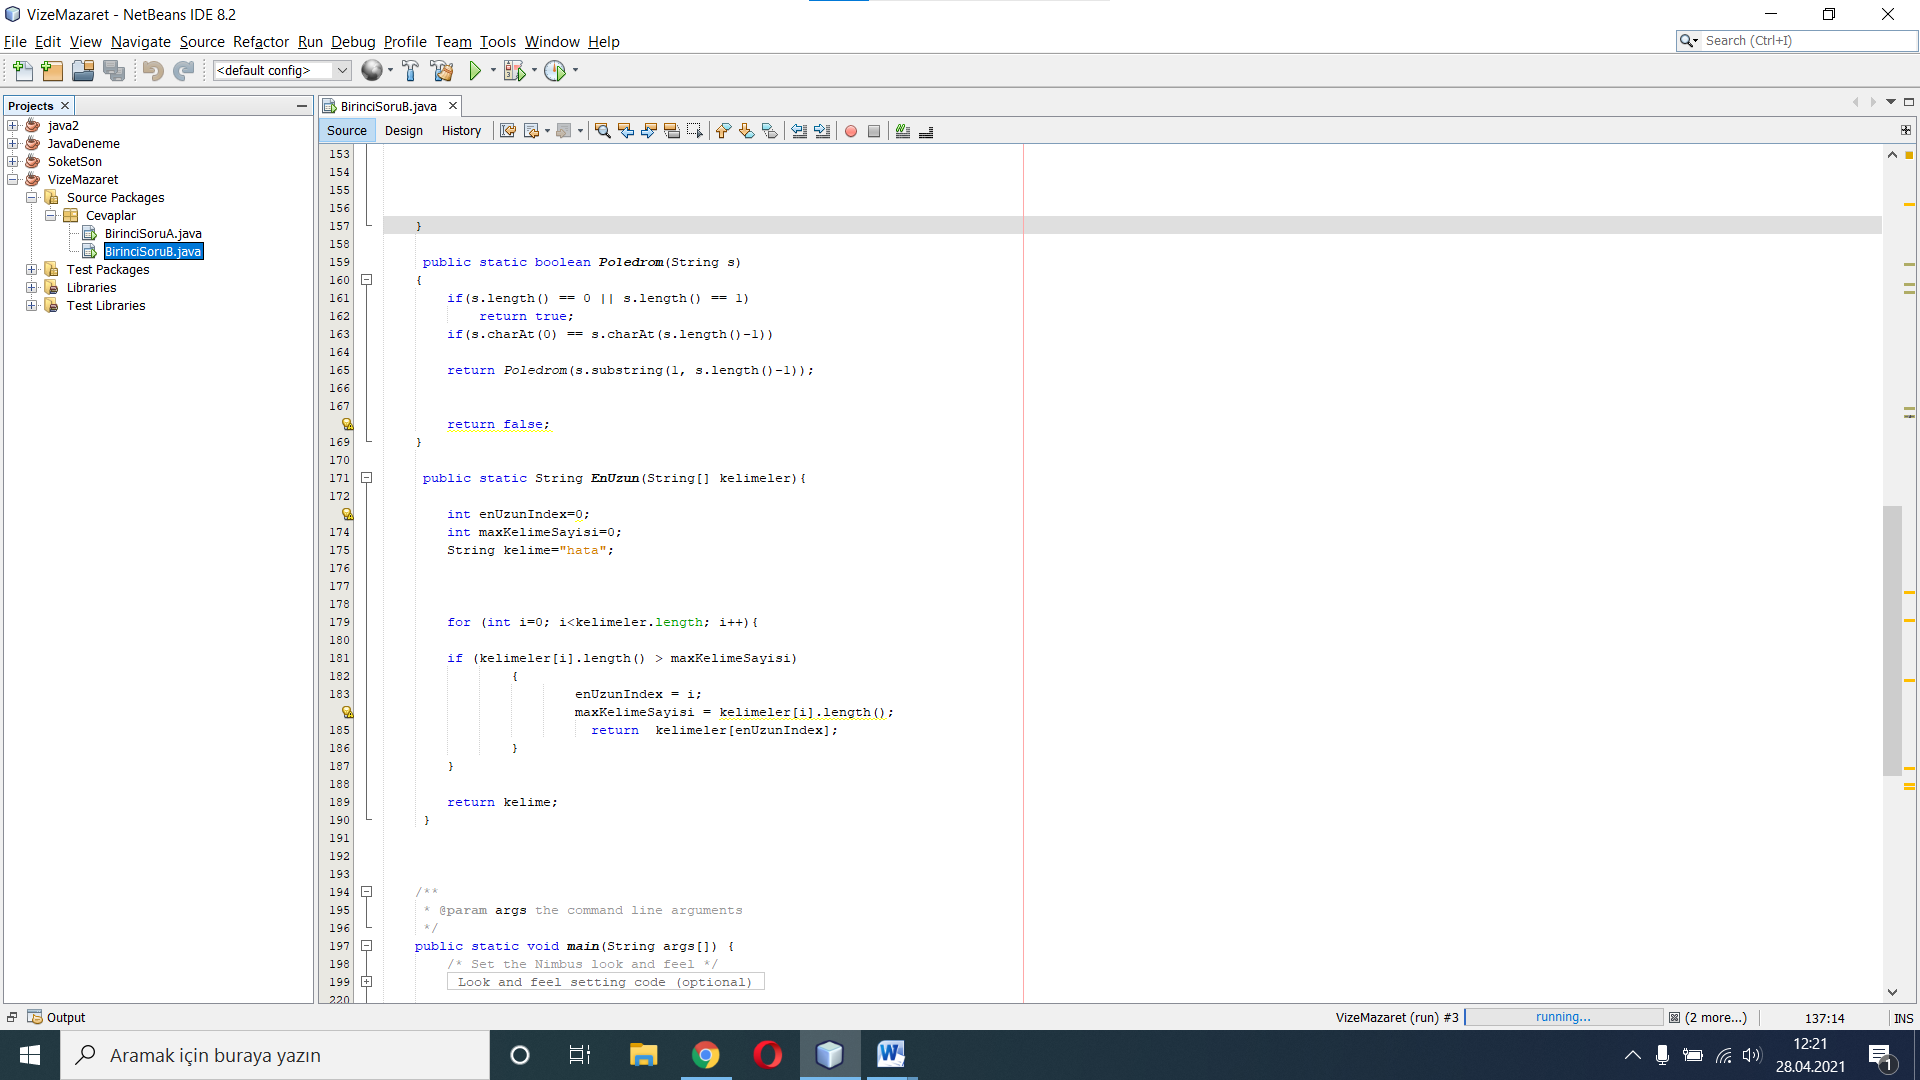 VizeMazaret - NetBeans IDE 8.2
File Edit View Navigate Source Refactor Run Debug Profile Team Tools Window Help
Search (Ctrl+I)
<default config>
Projects
java2
JavaDeneme
SoketSon
VizeMazaret
Source Packages
Cevaplar
BirinciSoruA.java
BirinciSoruB.java
Test Packages
Libraries
Test Libraries
BirinciSoruB.java
Source Design History
153
154
155
156
157 }
158
159 public static boolean Poledrom(String s)
160 {
161 if(s.length() == 0 || s.length() == 1)
162 return true;
163 if(s.charAt(0) == s.charAt(s.length()-1))
164
165 return Poledrom(s.substring(1, s.length()-1));
166
167
return false;
169 }
170
171 public static String EnUzun(String[] kelimeler){
172
int enUzunIndex=0;
174 int maxKelimeSayisi=0;
175 String kelime="hata";
176
177
178
179 for (int i=0; i<kelimeler.length; i++){
180
181 if (kelimeler[i].length() > maxKelimeSayisi)
182 {
183 enUzunIndex = i;
maxKelimeSayisi = kelimeler[i].length();
185 return kelimeler[enUzunIndex];
186 }
187 }
188
189 return kelime;
190 }
191
192
193
194 /**
195 * @param args the command line arguments
196 */
197 public static void main(String args[]) {
198 /* Set the Nimbus look and feel */
199 Look and feel setting code (optional)
220
Output
VizeMazaret (run) #3 running... (2 more...) 137:14 INS
Aramak için buraya yazın
12:21
28.04.2021
1